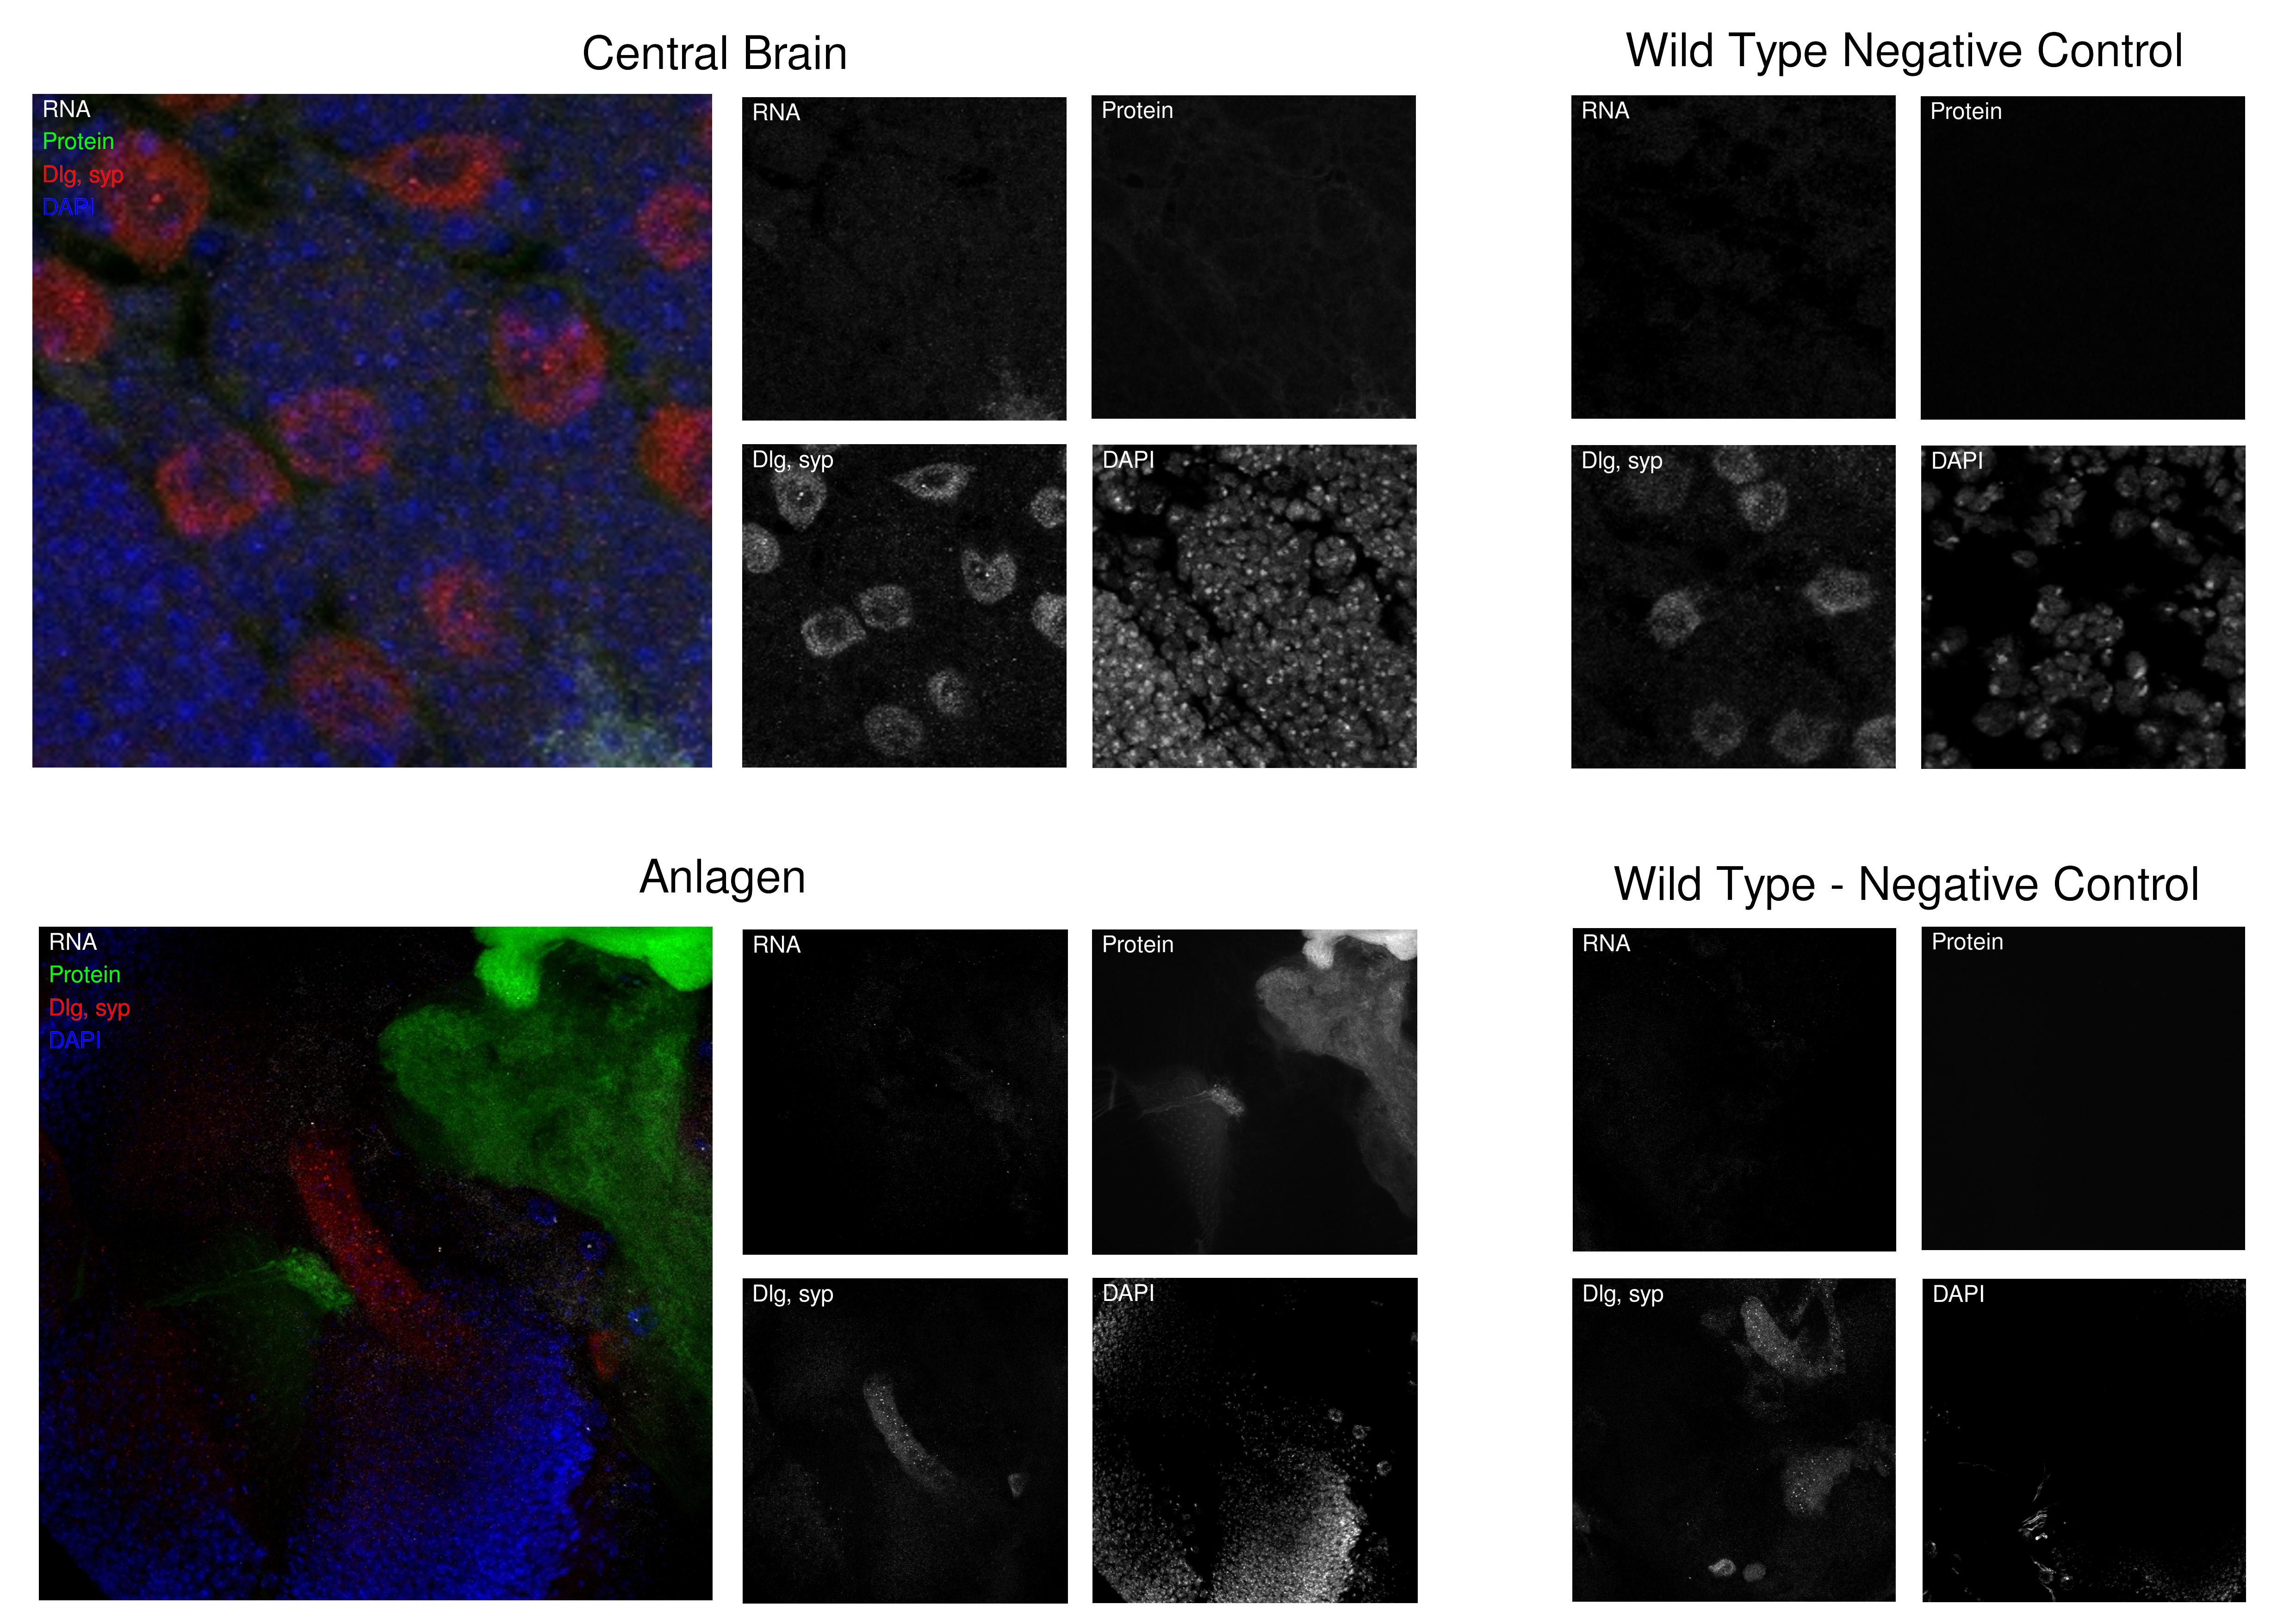 Central Brain
Wild Type Negative Control
RNA
Protein
Dlg, syp
DAPI
RNA
Protein
RNA
Protein
Dlg, syp
DAPI
Dlg, syp
DAPI
Anlagen
Wild Type - Negative Control
RNA
Protein
Dlg, syp
DAPI
RNA
Protein
RNA
Protein
Dlg, syp
DAPI
Dlg, syp
DAPI